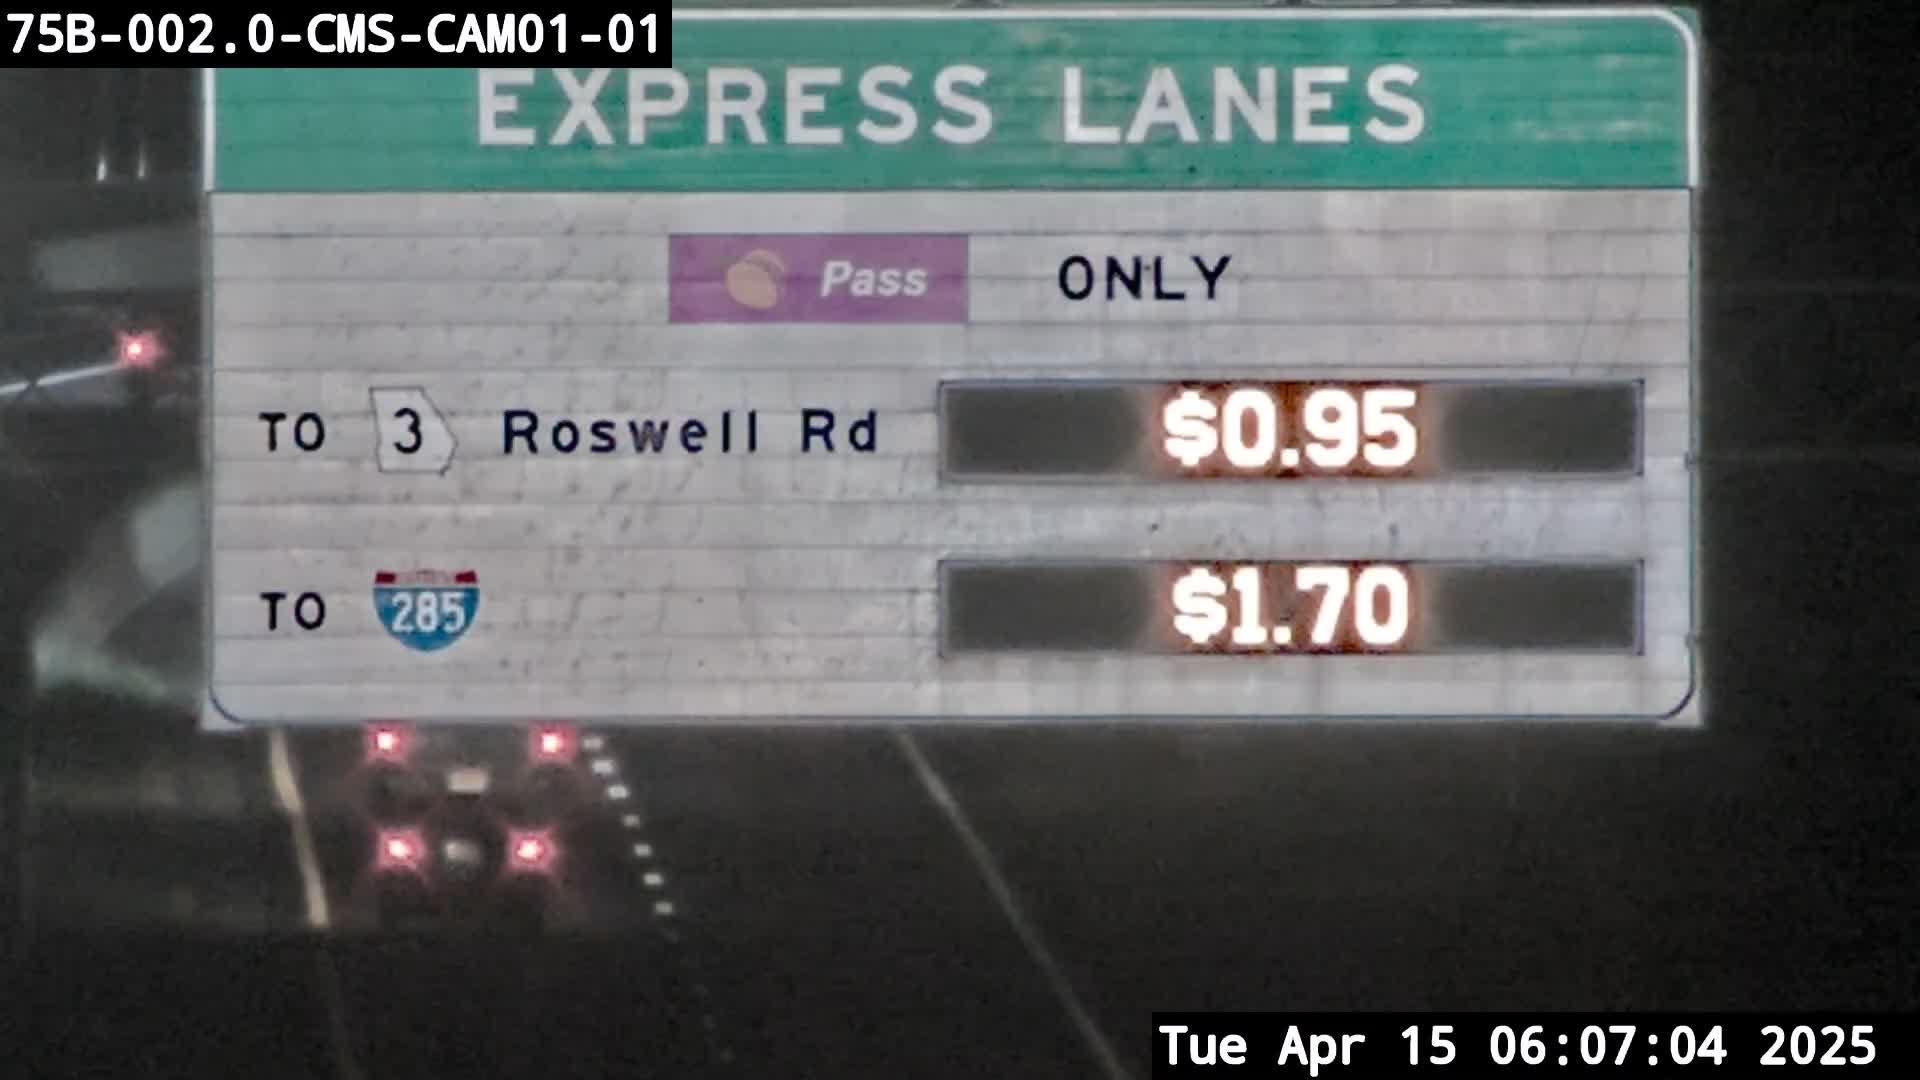 75B-002.0-CMS-CAM01-01
EXPRESS LANES
Pass ONLY
TO 3 Roswell Rd $0.95
TO 285 $1.70
Tue Apr 15 06:07:04 2025